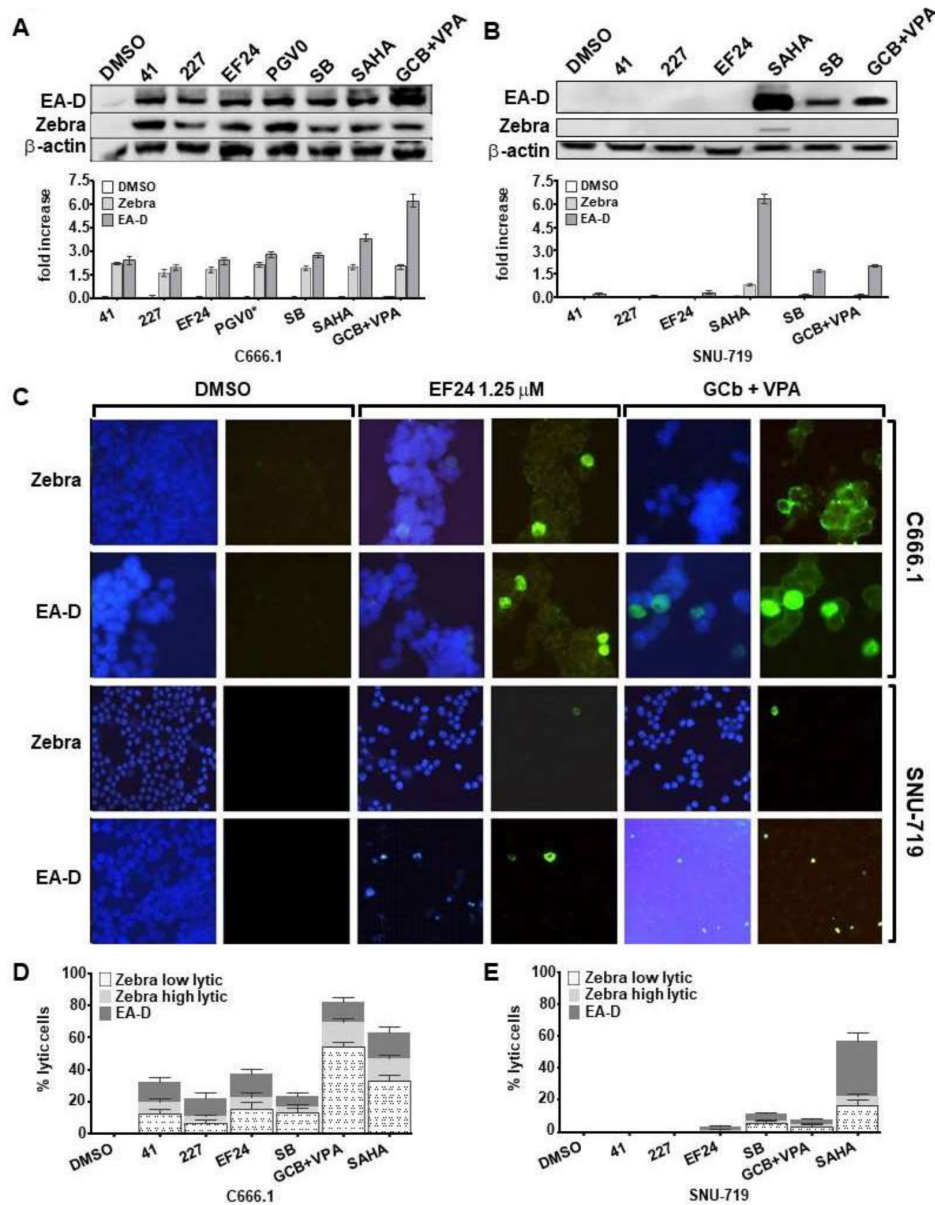 A
DMSO 41 227 EF24 PGV0 SB SAHA GCB+VPA
EA-D
Zebra
β-actin
fold increase
7.5
6.0
4.5
3.0
1.5
0.0
DMSO
Zebra
EA-D
41 227 EF24 PGV0* SB SAHA GCB+VPA
C666.1
B
DMSO 41 227 EF24 SAHA SB GCB+VPA
EA-D
Zebra
β-actin
fold increase
7.5
6.0
4.5
3.0
1.5
0.0
DMSO
Zebra
EA-D
41 227 EF24 SAHA SB GCB+VPA
SNU-719
C
DMSO EF24 1.25 μM GCb + VPA
Zebra
EA-D
C666.1
Zebra
EA-D
SNU-719
D
% lytic cells
100
80
60
40
20
0
Zebra low lytic
Zebra high lytic
EA-D
DMSO 41 227 EF24 SB GCB+VPA SAHA
C666.1
E
% lytic cells
100
80
60
40
20
0
Zebra low lytic
Zebra high lytic
EA-D
DMSO 41 227 EF24 SB GCB+VPA SAHA
SNU-719